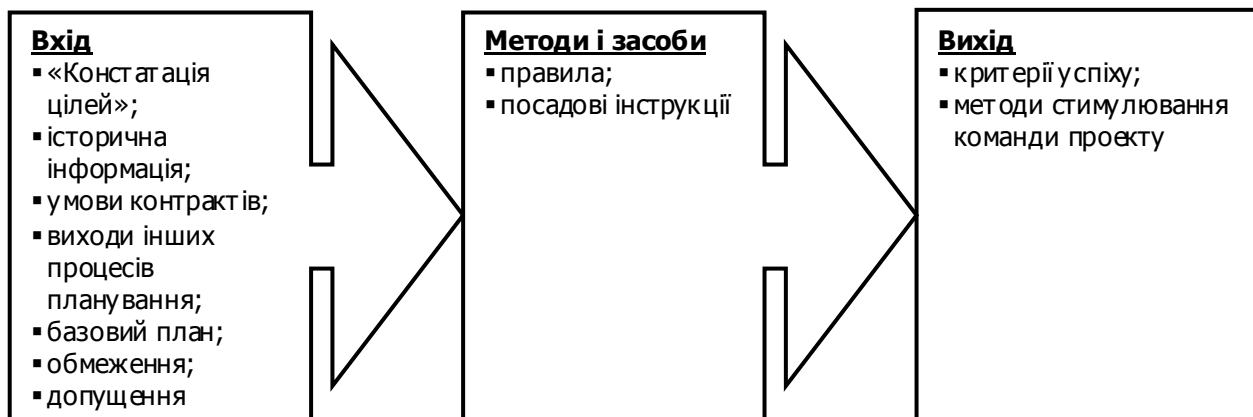 Вхід
▪ «Констатація
цілей»;
▪ історична
інформація;
▪ умови контрактів;
▪ виходи інших
процесів
планування;
▪ базовий план;
▪ обмеження;
▪ допущення
Методи і засоби
▪ правила;
▪ посадові інструкції
Вихід
▪ критерії успіху;
▪ методи стимулювання
команди проекту